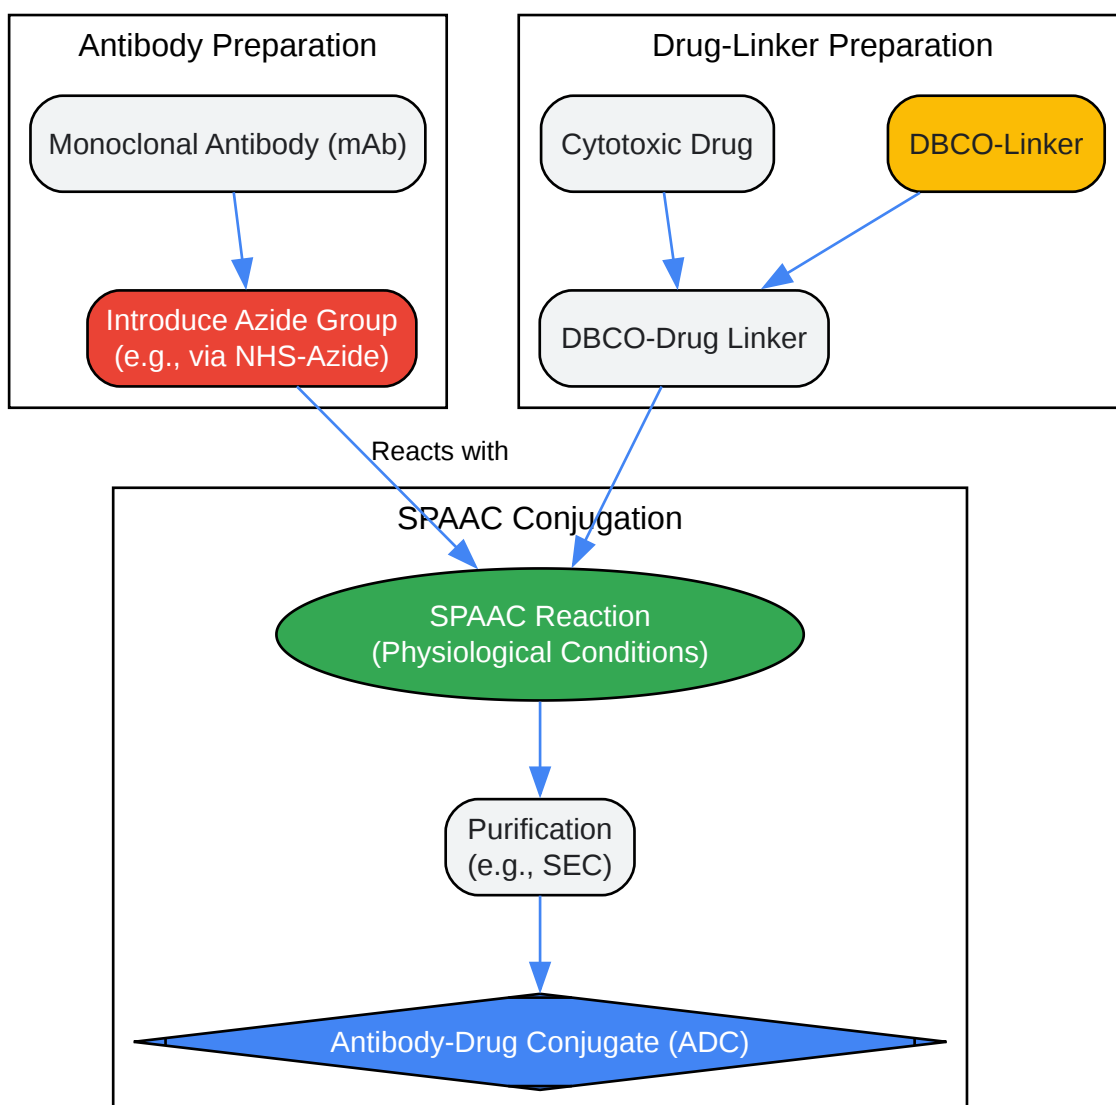 Antibody Preparation
Monoclonal Antibody (mAb)
Introduce Azide Group
(e.g., via NHS-Azide)
Drug-Linker Preparation
Cytotoxic Drug
DBCO-Linker
DBCO-Drug Linker
Reacts with
SPAAC Conjugation
SPAAC Reaction
(Physiological Conditions)
Purification
(e.g., SEC)
Antibody-Drug Conjugate (ADC)